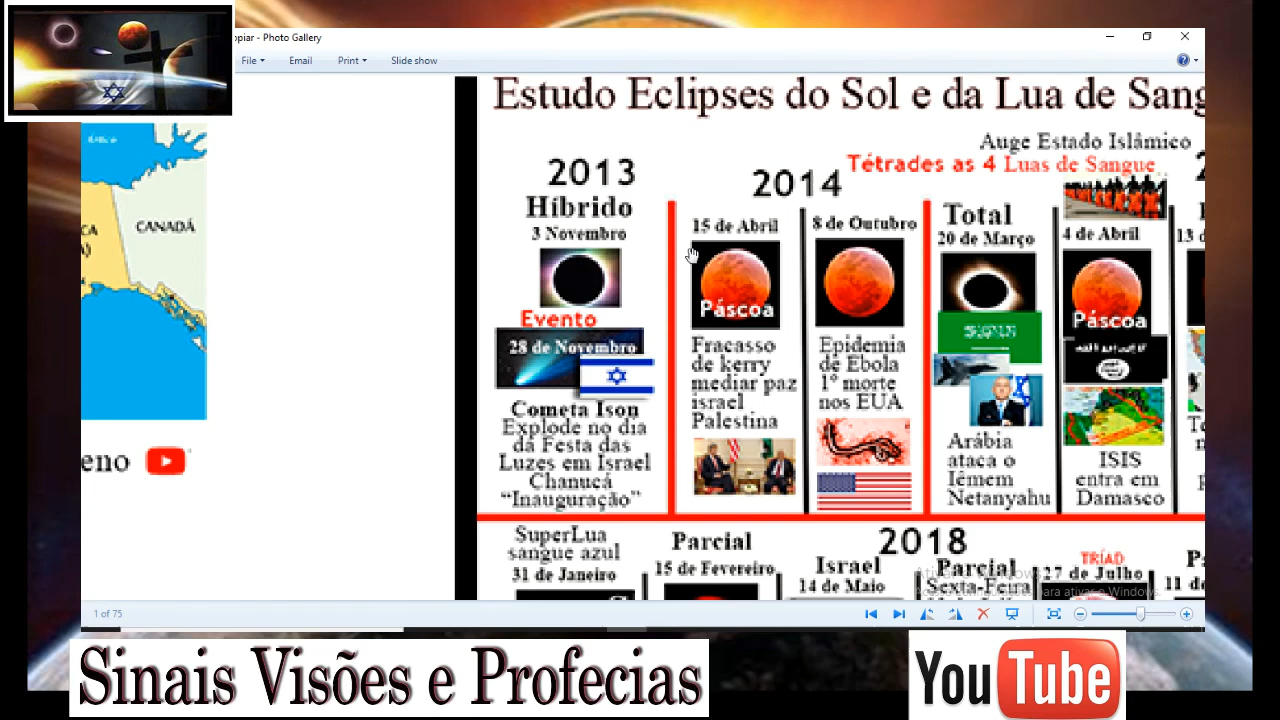 opiar - Photo Gallery
File
Email
Print
Slide show
Estudo Eclipses do Sol e da Lua de Sang
Auge Estado Islâmico
Tétrades as 4 Luas de Sangue
2013
Híbrido
3 Novembro
Evento
28 de Novembro
Cometa Ison
Explode no dia
da Festa das
Luzes em Israel
Chanucá
“Inauguração”
2014
15 de Abril
Páscoa
Fracasso
de kerry
mediar paz
israel
Palestina
8 de Outubro
Epidemia
de Ebola
1º morte
nos EUA
Total
20 de Março
Arábia
ataca o
Iêmem
Netanyahu
4 de Abril
Páscoa
ISIS
entra em
Damasco
13 d
CANADÁ
eno
SuperLua
sangue azul
31 de Janeiro
Parcial
15 de Fevereiro
2018
Israel
14 de Maio
Parcial
Sexta-Feira
TRÍAD
27 de Julho
11 de
1 of 75
Sinais Visões e Profecias
YouTube